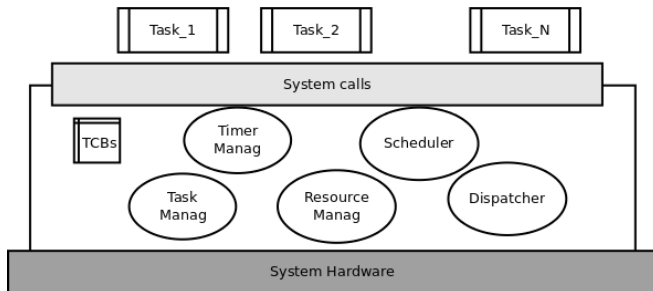 Task_1
Task_2
Task_N
System calls
TCBs
Timer
Manag
Scheduler
Task
Manag
Resource
Manag
Dispatcher
System Hardware